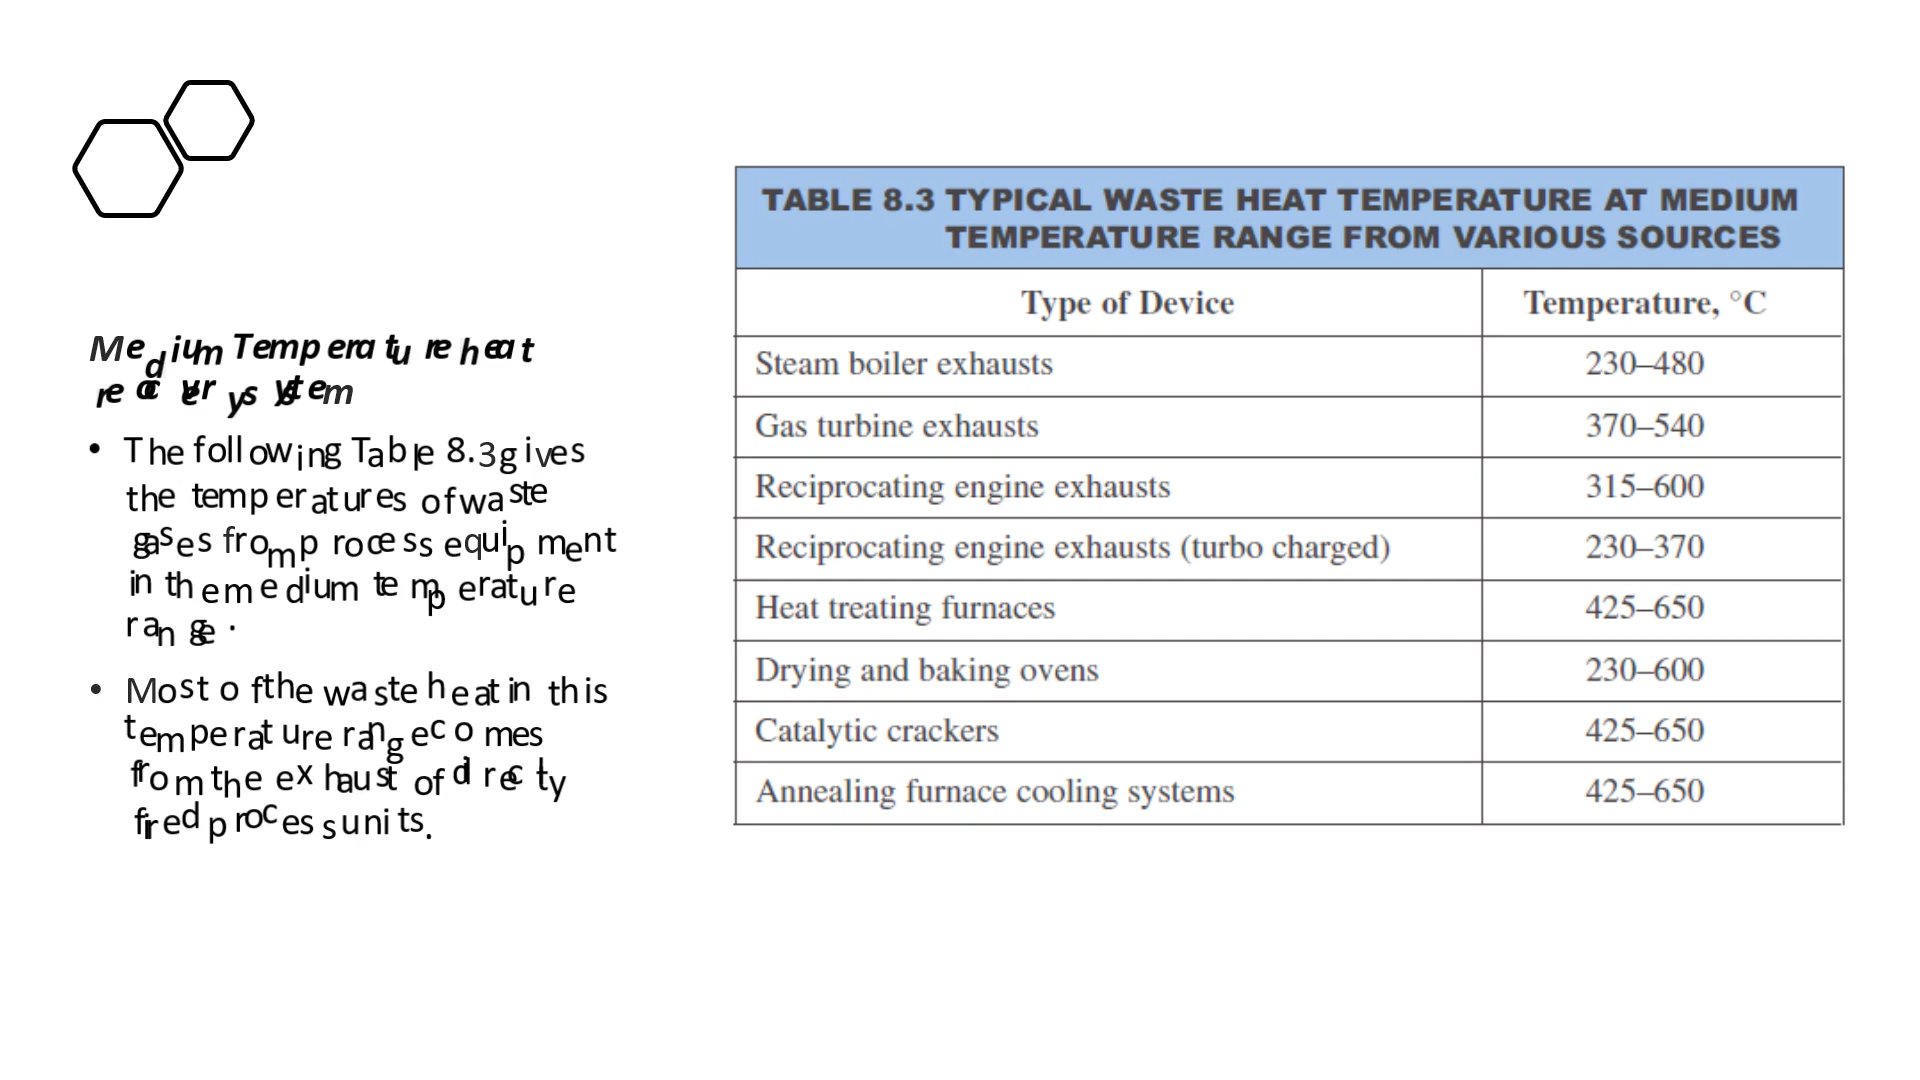 Medium Temperature heat
recovery system
• The following Table 8.3 gives
the temperatures of waste
gases from process equipment
in the medium temperature
range.
• Most of the waste heat in this
temperature range comes
from the exhaust of directly
fired process units.
TABLE 8.3 TYPICAL WASTE HEAT TEMPERATURE AT MEDIUM
TEMPERATURE RANGE FROM VARIOUS SOURCES
Type of Device Temperature, °C
Steam boiler exhausts 230–480
Gas turbine exhausts 370–540
Reciprocating engine exhausts 315–600
Reciprocating engine exhausts (turbo charged) 230–370
Heat treating furnaces 425–650
Drying and baking ovens 230–600
Catalytic crackers 425–650
Annealing furnace cooling systems 425–650